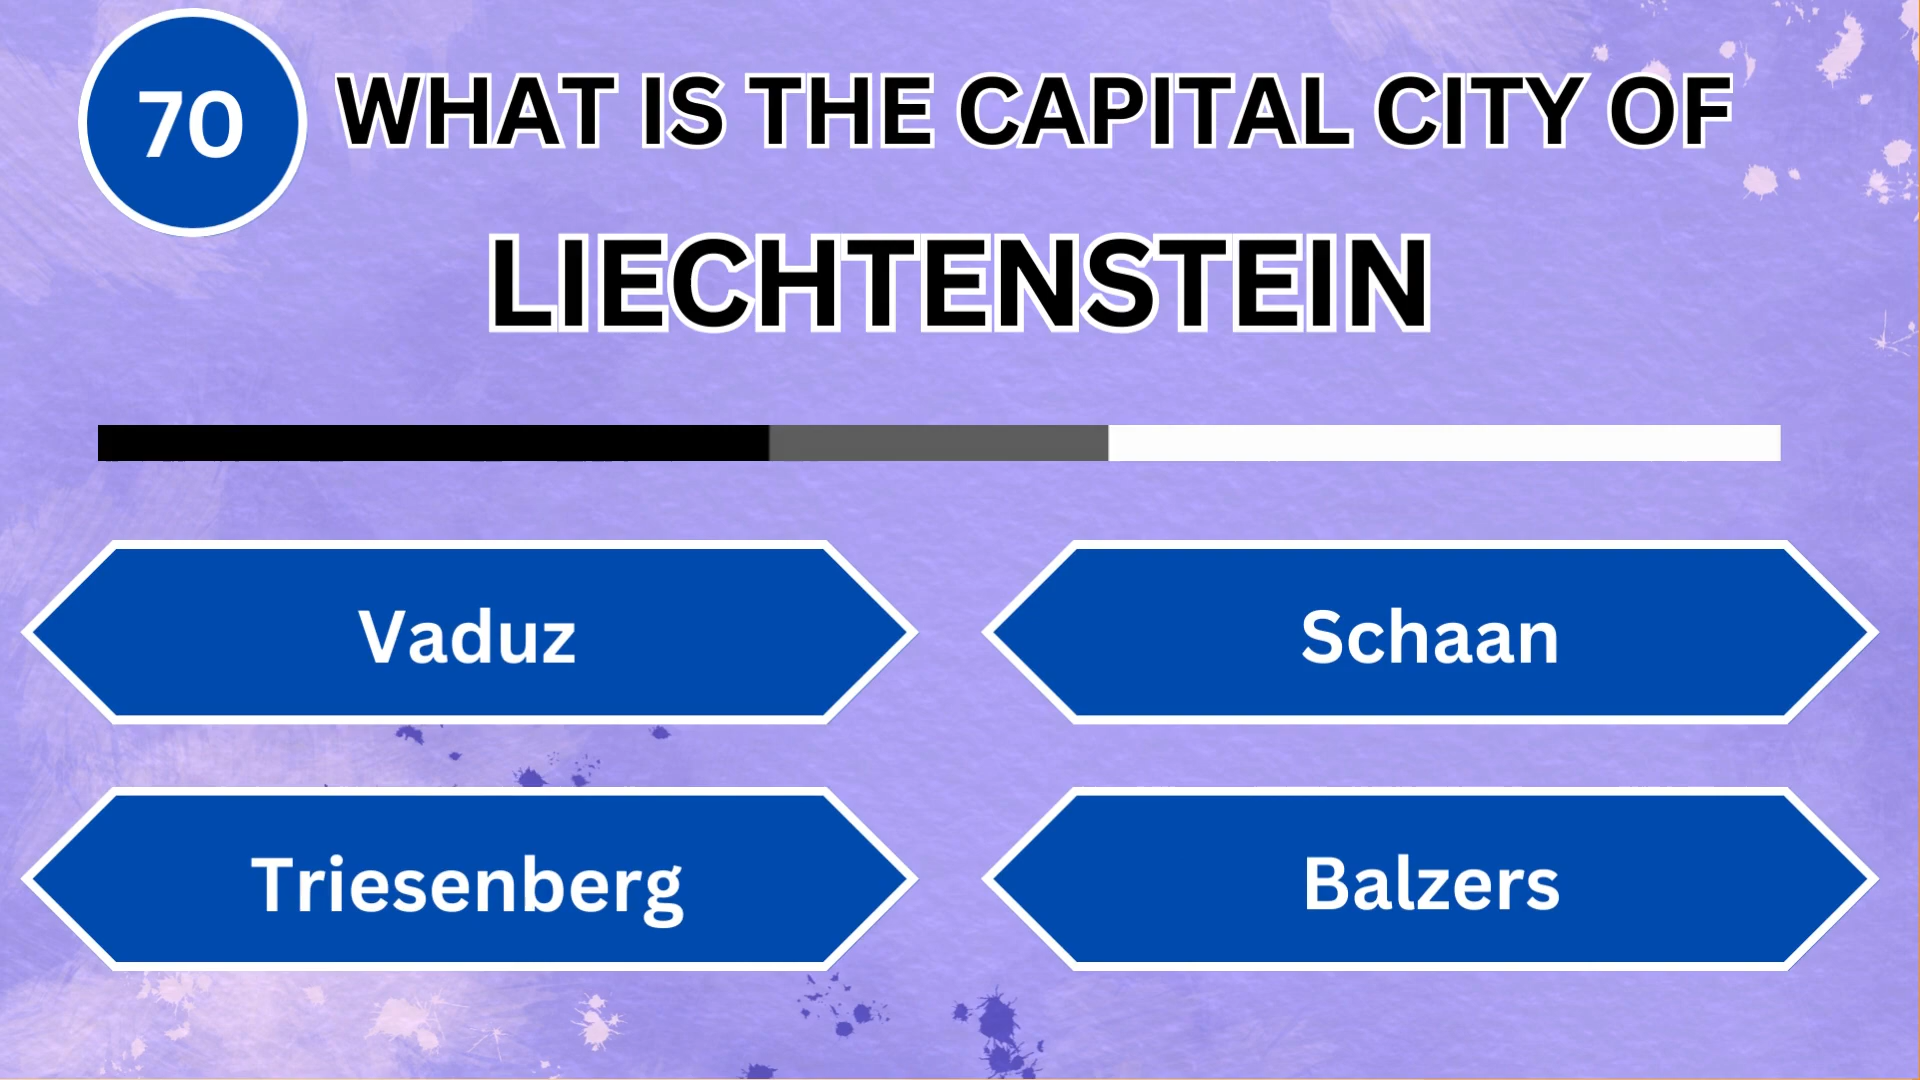 70
WHAT IS THE CAPITAL CITY OF
LIECHTENSTEIN
Vaduz
Schaan
Triesenberg
Balzers